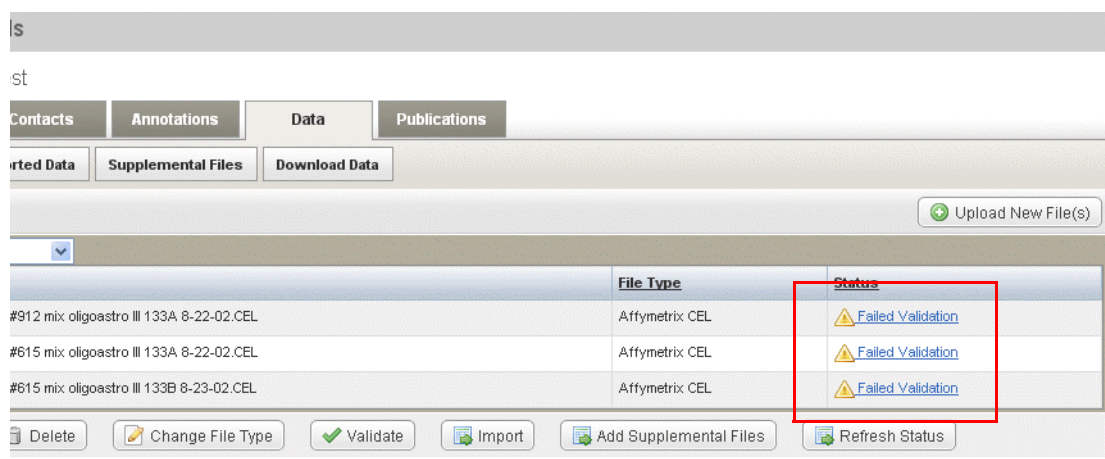 ls
est
Contacts Annotations Data Publications
orted Data Supplemental Files Download Data
Upload New File(s)
File Type Status
#912 mix oligoastro III 133A 8-22-02.CEL Affymetrix CEL Failed Validation
#615 mix oligoastro III 133A 8-22-02.CEL Affymetrix CEL Failed Validation
#615 mix oligoastro III 133B 8-23-02.CEL Affymetrix CEL Failed Validation
Delete Change File Type Validate Import Add Supplemental Files Refresh Status